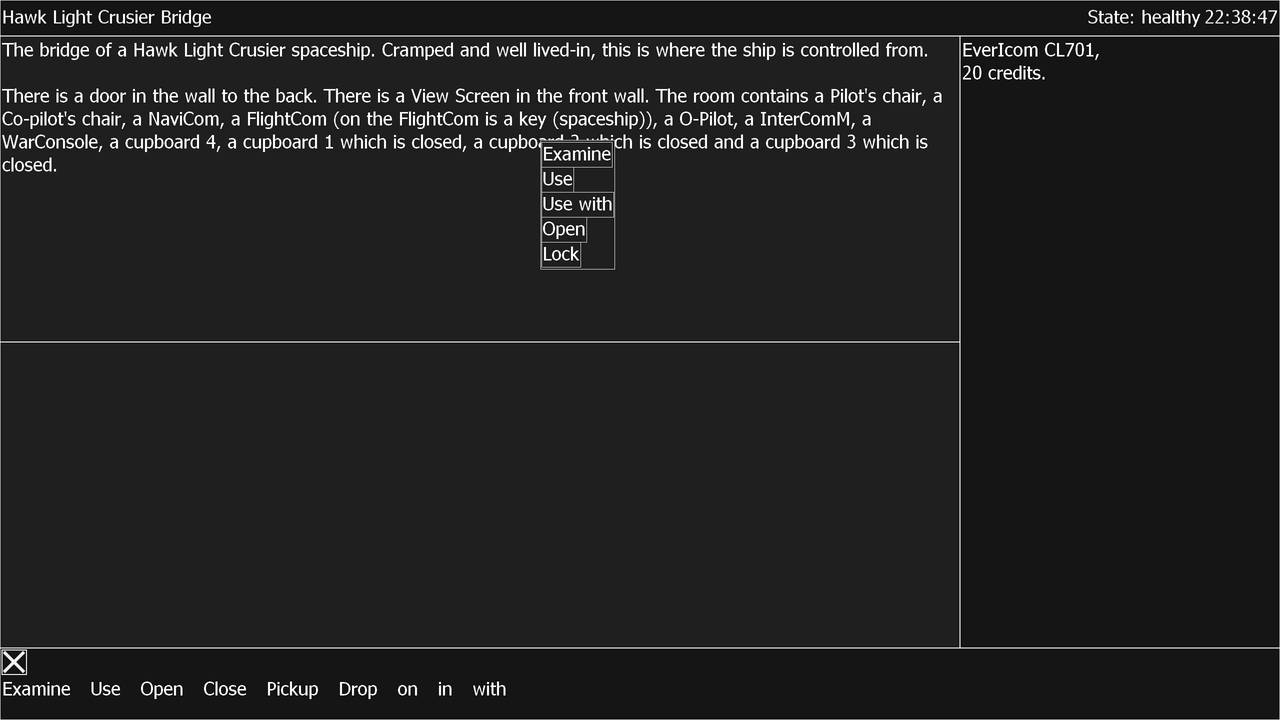 Hawk Light Crusier Bridge
State: healthy 22:38:47
The bridge of a Hawk Light Crusier spaceship. Cramped and well lived-in, this is where the ship is controlled from.
There is a door in the wall to the back. There is a View Screen in the front wall. The room contains a Pilot's chair, a
Co-pilot's chair, a NaviCom, a FlightCom (on the FlightCom is a key (spaceship)), a O-Pilot, a InterComM, a
WarConsole, a cupboard 4, a cupboard 1 which is closed, a cupboard 2 which is closed and a cupboard 3 which is
closed.
Examine
Use
Use with
Open
Lock
EverIcom CL701,
20 credits.
Examine Use Open Close Pickup Drop on in with